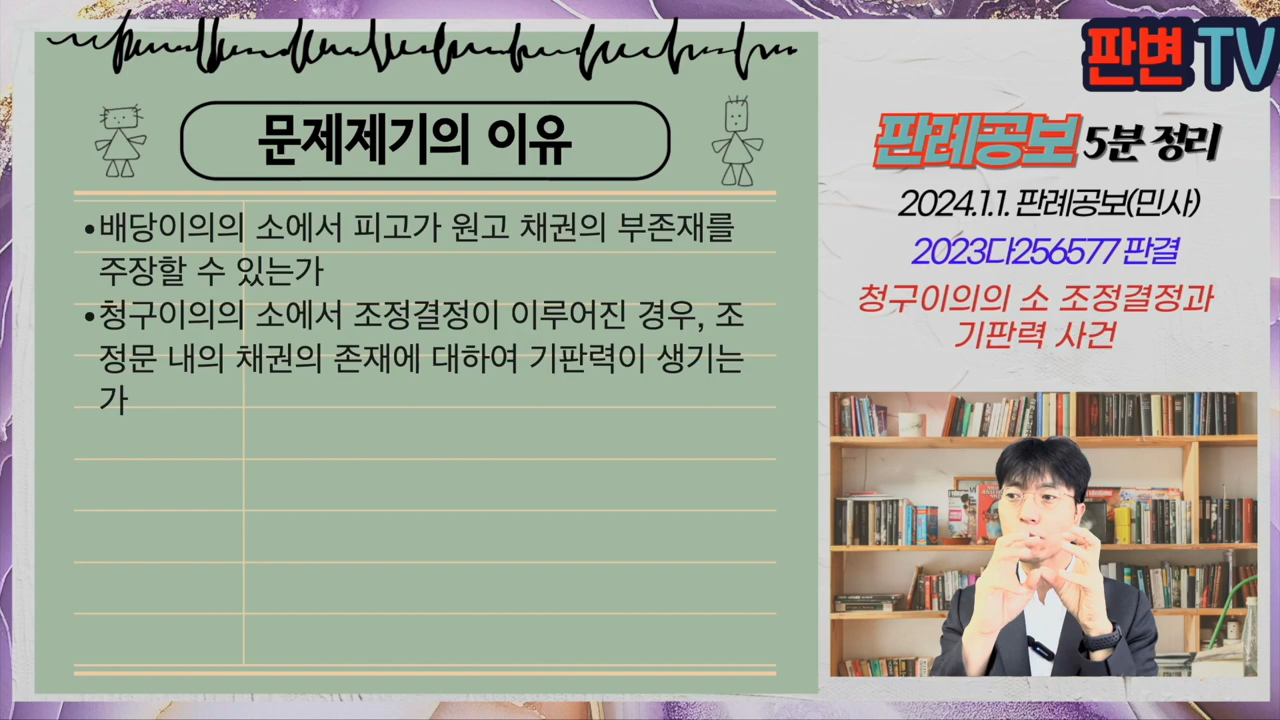 판변 TV
문제제기의 이유
•배당이의의 소에서 피고가 원고 채권의 부존재를
주장할 수 있는가
•청구이의의 소에서 조정결정이 이루어진 경우, 조
정문 내의 채권의 존재에 대하여 기판력이 생기는
가
판례공보 5분 정리
2024.1.1. 판례공보(민사)
2023다256577 판결
청구이의의 소 조정결정과
기판력 사건